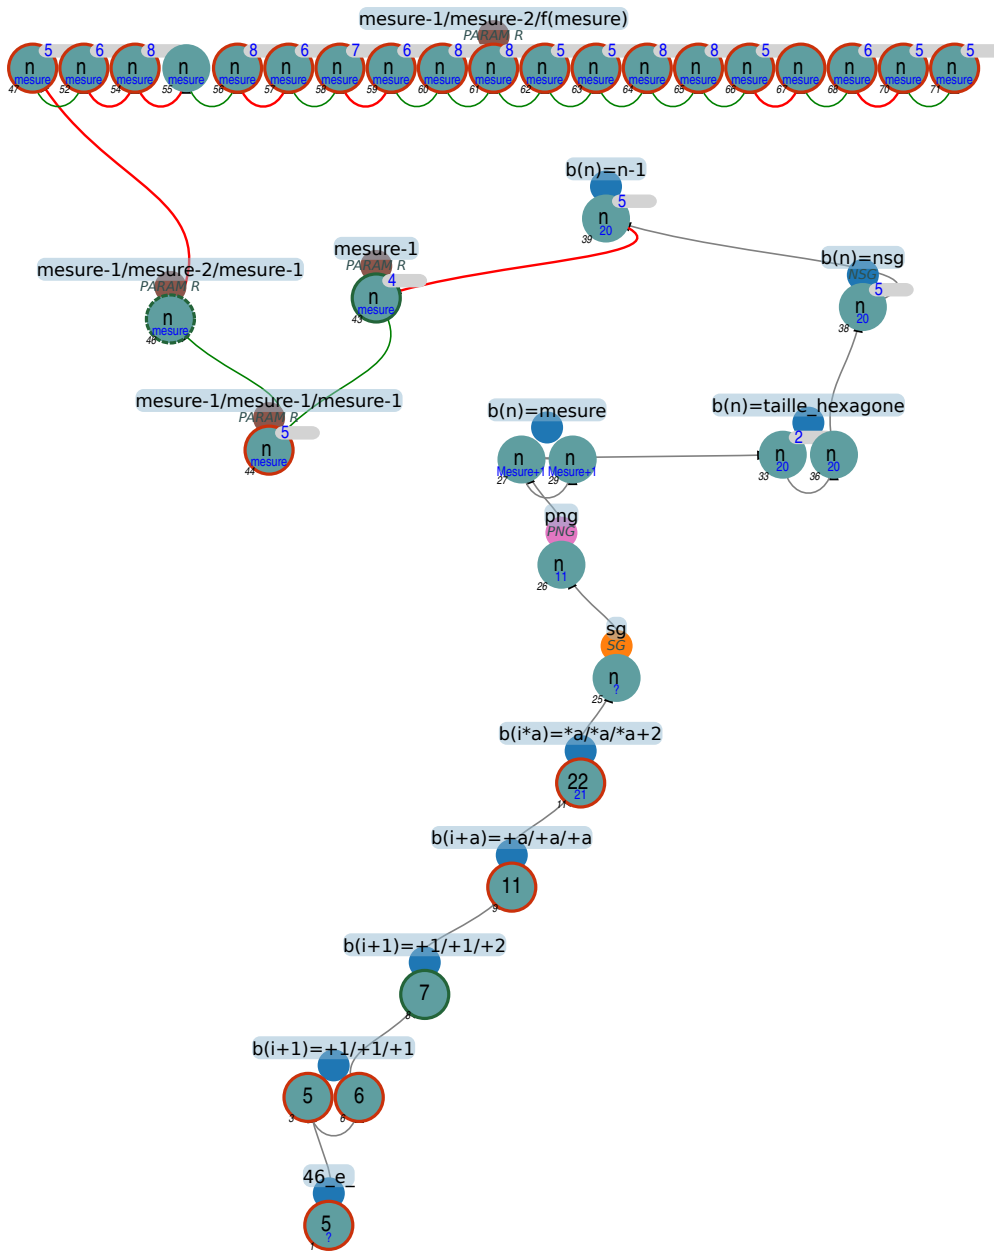 mesure-1/mesure-2/f(mesure)
PARAM R
5 6 8 8 6 7 6 8 8 5 5 8 8 5 6 5 5
n n n n n n n n n n n n n n n n n n n
mesure mesure mesure mesure mesure mesure mesure mesure mesure mesure mesure mesure mesure mesure mesure mesure mesure mesure mesure
47 52 54 55 56 57 58 59 60 61 62 63 64 65 66 67 68 70 71
b(n)=n-1
5
n
20
39
mesure-1
PARAM R
4
n
mesure
43
b(n)=nsg
NSG
5
n
20
38
mesure-1/mesure-2/mesure-1
PARAM R
n
mesure
46
mesure-1/mesure-1/mesure-1
PARAM R
5
n
mesure
44
b(n)=mesure
n n
Mesure+1 Mesure+1
27 29
b(n)=taille_hexagone
2
n n
20 20
33 36
png
PNG
n
11
26
sg
SG
n
?
25
b(i*a)=*a/*a/*a+2
22
21
11
b(i+a)=+a/+a/+a
11
9
b(i+1)=+1/+1/+2
7
8
b(i+1)=+1/+1/+1
5 6
3 6
46_e_
5
?
1